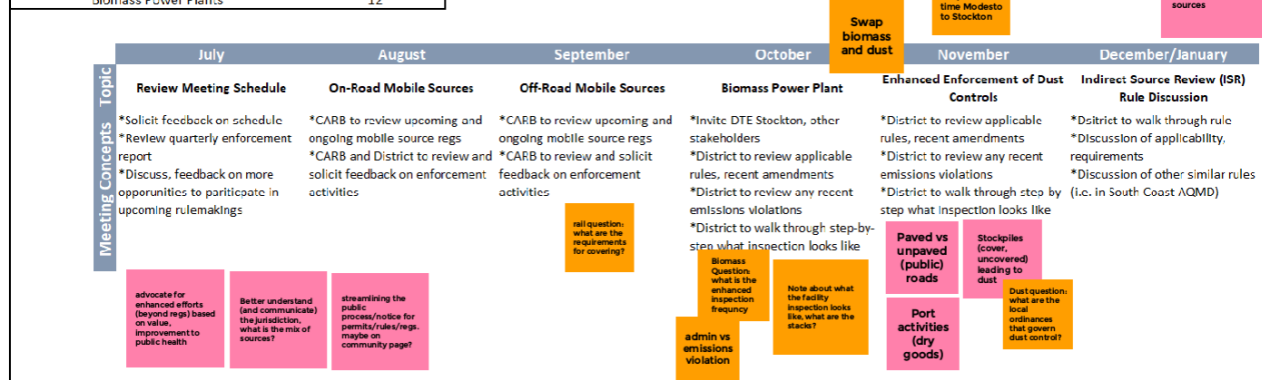 Biomass Power Plants 12
time Modesto
to Stockton
sources
Swap
biomass
and dust
July August September October November December/January
Topic
Review Meeting Schedule
On-Road Mobile Sources
Off-Road Mobile Sources
Biomass Power Plant
Enhanced Enforcement of Dust
Controls
Indirect Source Review (ISR)
Rule Discussion
Meeting Concepts
*Solicit feedback on schedule
*Review quarterly enforcement
report
*Discuss, feedback on more
opporunities to participate in
upcoming rulemakings
*CARB to review upcoming and
ongoing mobile source regs
*CARB and District to review and
solicit feedback on enforcement
activities
*CARB to review upcoming and
ongoing mobile source regs
*CARB to review and solicit
feedback on enforcement
activities
*Invite DTE Stockton, other
stakeholders
*District to review applicable
rules, recent amendments
*District to review any recent
emissions violations
*District to walk through step-by-
step what inspection looks like
*District to review applicable
rules, recent amendments
*District to review any recent
emissions violations
*District to walk through step by
step what inspection looks like
*Dsitrict to walk through rule
*Discussion of applicability,
requirements
*Discussion of other similar rules
(i.e. in South Coast AQMD)
rail question:
what are the
requirements
for covering?
advocate for
enhanced efforts
(beyond regs) based
on value,
improvement to
public health
Better understand
(and communicate)
the jurisdiction,
what is the mix of
sources?
streamlining the
public
process/notice for
permits/rules/regs.
maybe on
community page?
Biomass
Question:
what is the
enhanced
inspection
frequncy
admin vs
emissions
violation
Note about what
the facility
inspection looks
like, what are the
stacks?
Paved vs
unpaved
(public)
roads
Stockpiles
(cover,
uncovered)
leading to
dust
Port
activities
(dry
goods)
Dust question:
what are the
local
ordinances
that govern
dust control?